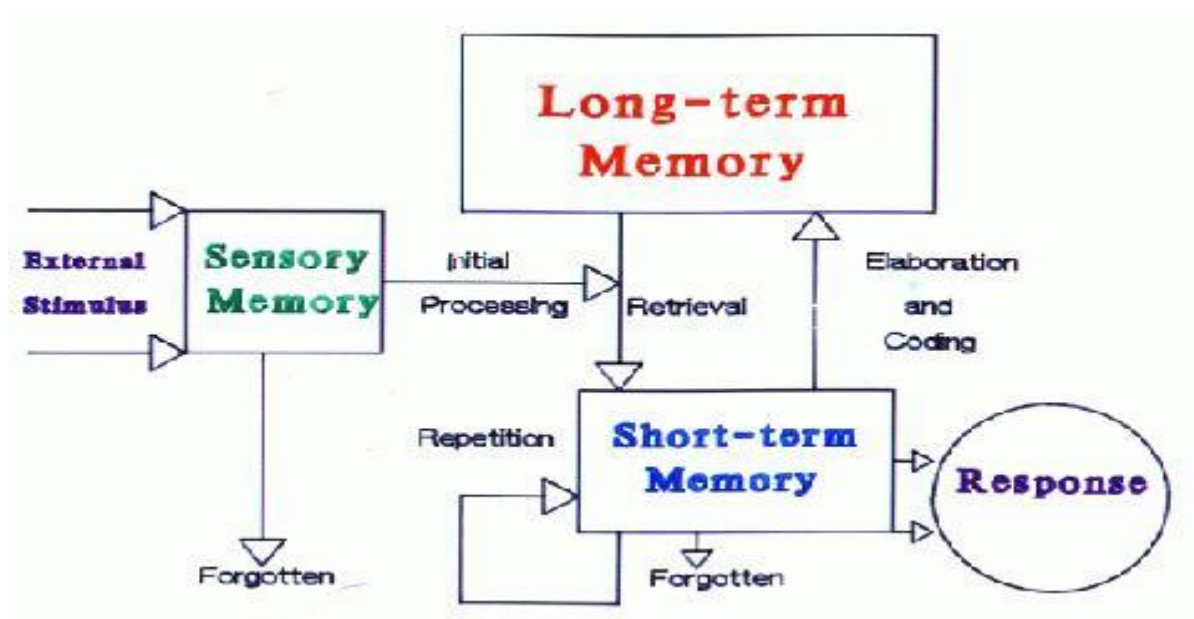 Long-term
Memory
External
Stimulus
Sensory
Memory
Initial
Processing
Retrieval
Elaboration
and
Coding
Repetition
Short-term
Memory
Response
Forgotten
Forgotten